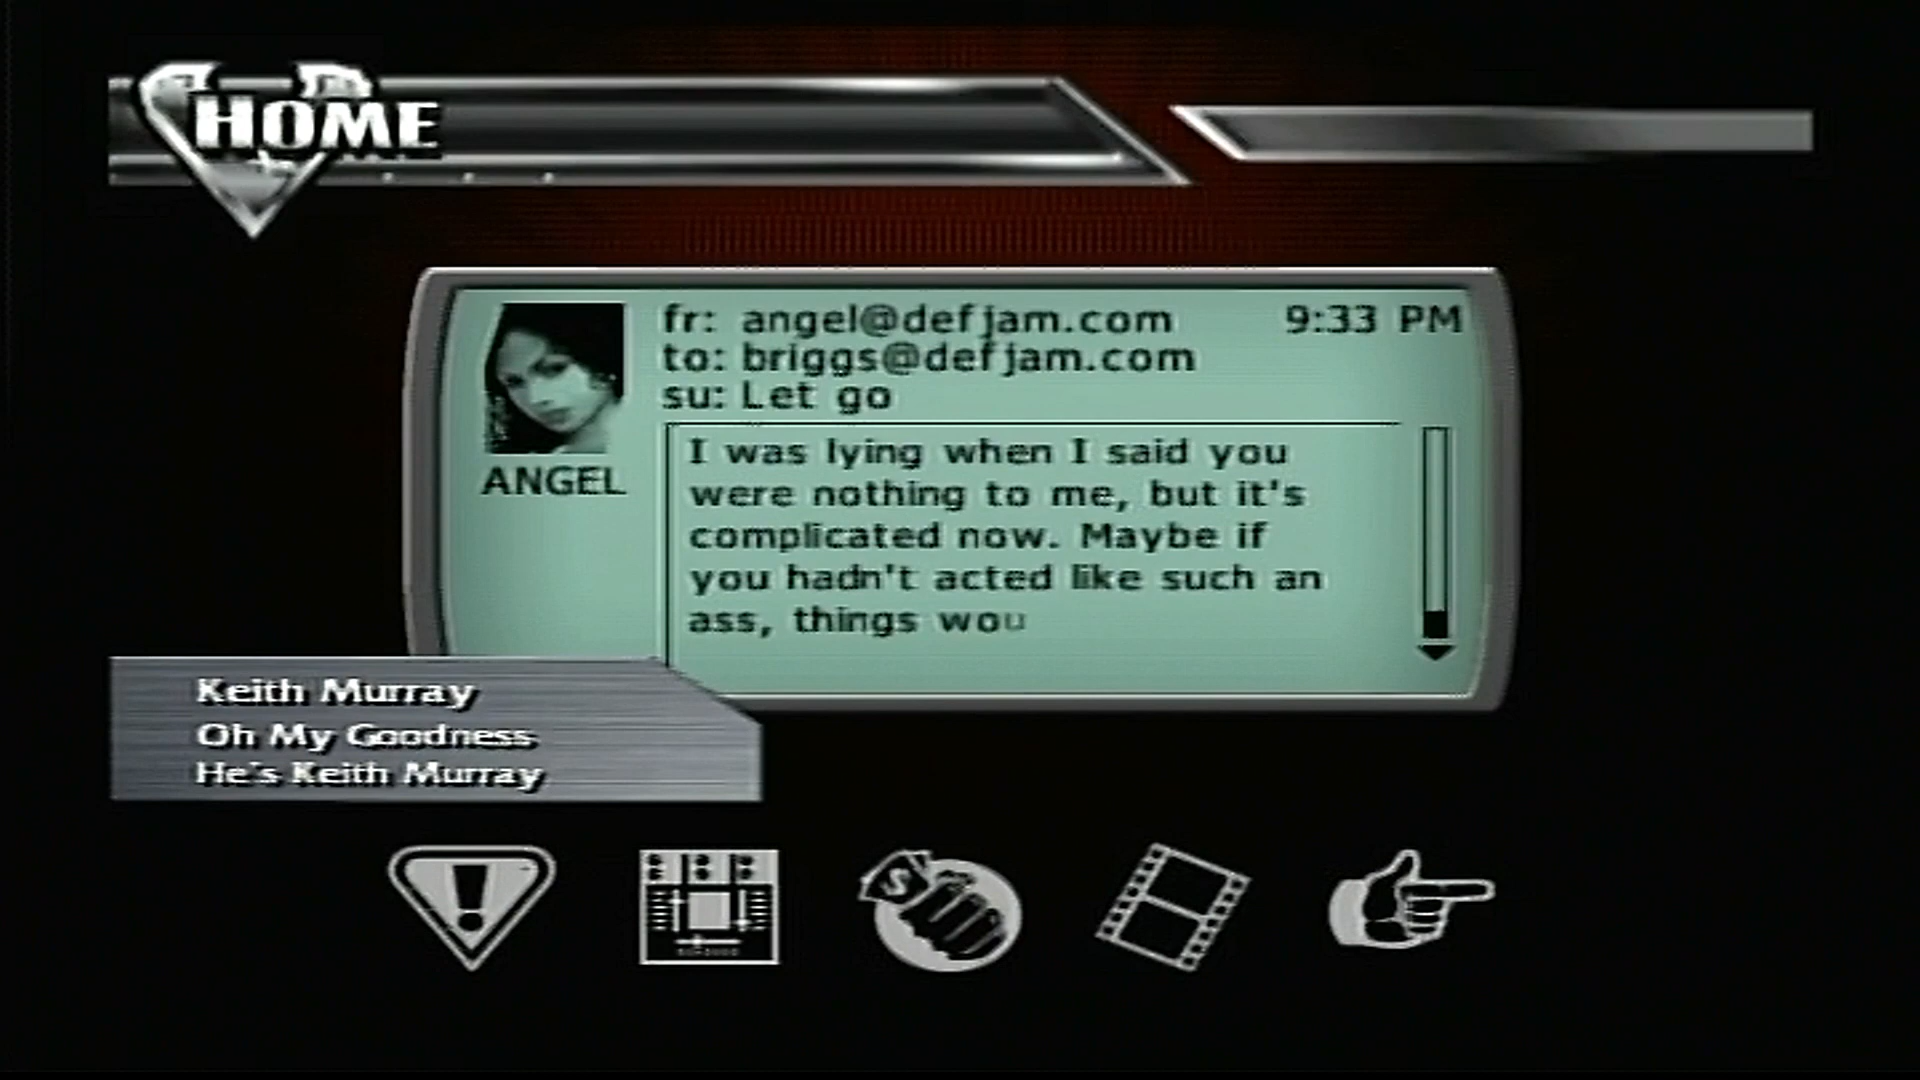 HOME
fr: angel@defjam.com
9:33 PM
to: briggs@defjam.com
su: Let go
ANGEL
I was lying when I said you
were nothing to me, but it's
complicated now. Maybe if
you hadn't acted like such an
ass, things wou
Keith Murray
Oh My Goodness
He's Keith Murray
$